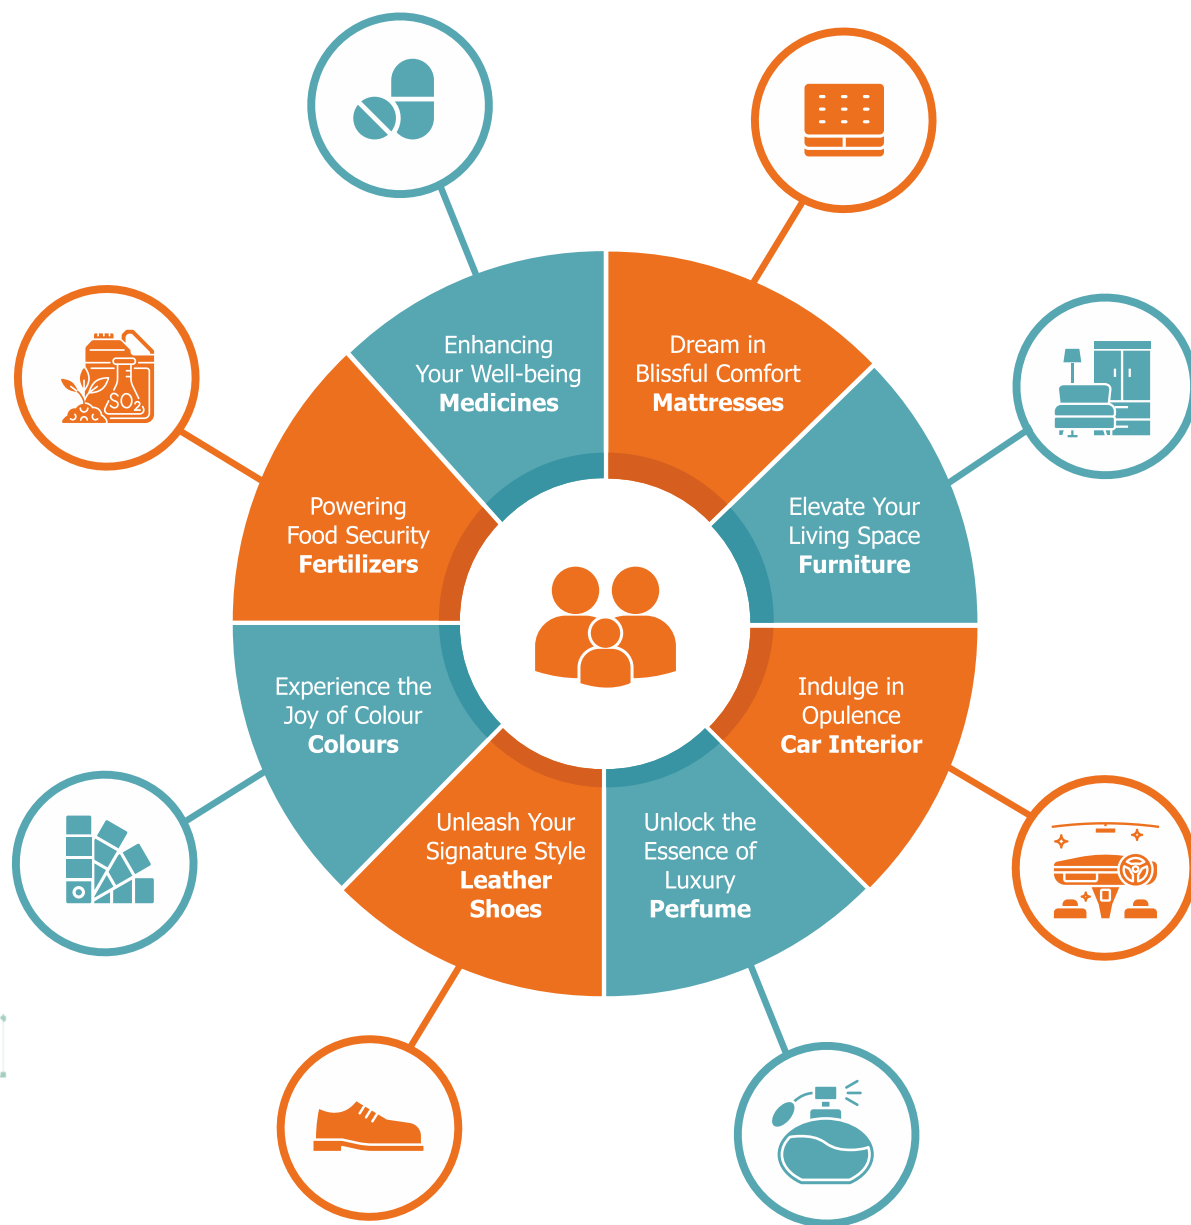 Enhancing
Your Well-being
Medicines
Dream in
Blissful Comfort
Mattresses
Elevate Your
Living Space
Furniture
Indulge in
Opulence
Car Interior
Unlock the
Essence of
Luxury
Perfume
Unleash Your
Signature Style
Leather
Shoes
Experience the
Joy of Colour
Colours
Powering
Food Security
Fertilizers
SO2